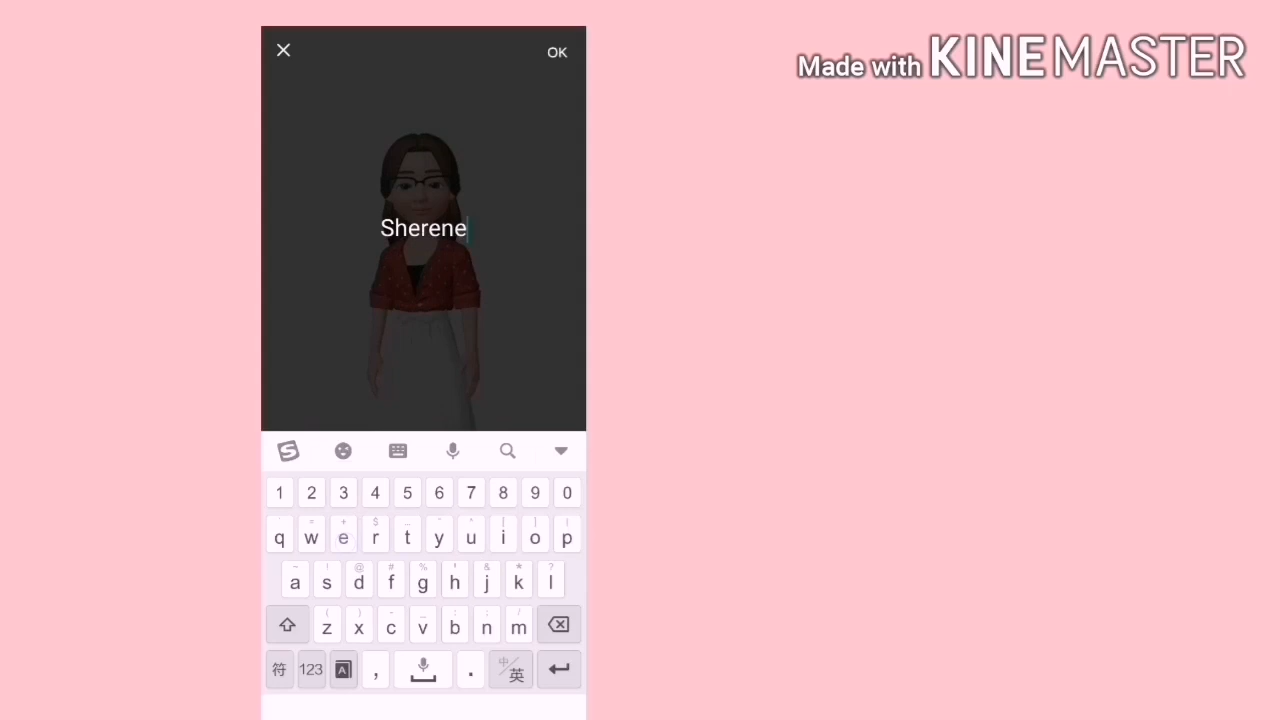 OK
Made with KINEMASTER
Sherene
1 2 3 4 5 6 7 8 9 0
q w e r t y u i o p
a s d f g h j k l
z x c v b n m
符 123 A , . 中/英